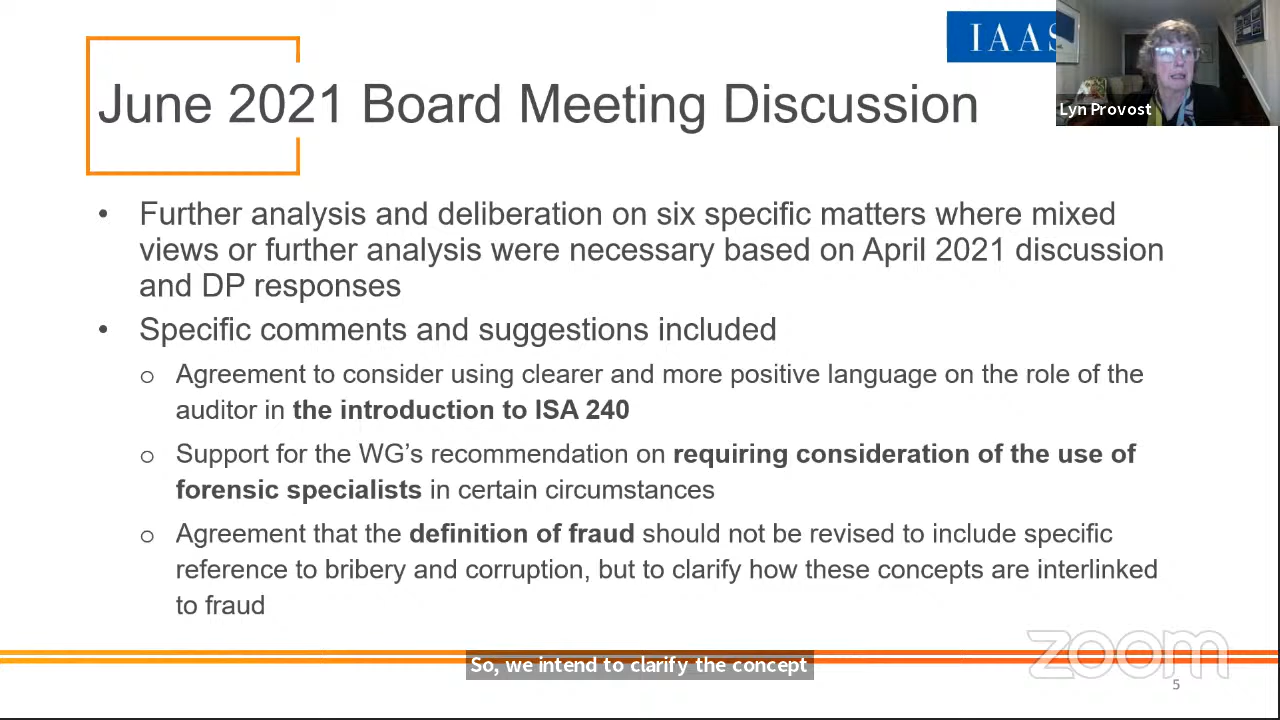 IAAS
Lyn Provost
June 2021 Board Meeting Discussion
• Further analysis and deliberation on six specific matters where mixed
views or further analysis were necessary based on April 2021 discussion
and DP responses
• Specific comments and suggestions included
o Agreement to consider using clearer and more positive language on the role of the
auditor in the introduction to ISA 240
o Support for the WG’s recommendation on requiring consideration of the use of
forensic specialists in certain circumstances
o Agreement that the definition of fraud should not be revised to include specific
reference to bribery and corruption, but to clarify how these concepts are interlinked
to fraud
zoom
So, we intend to clarify the concept
5